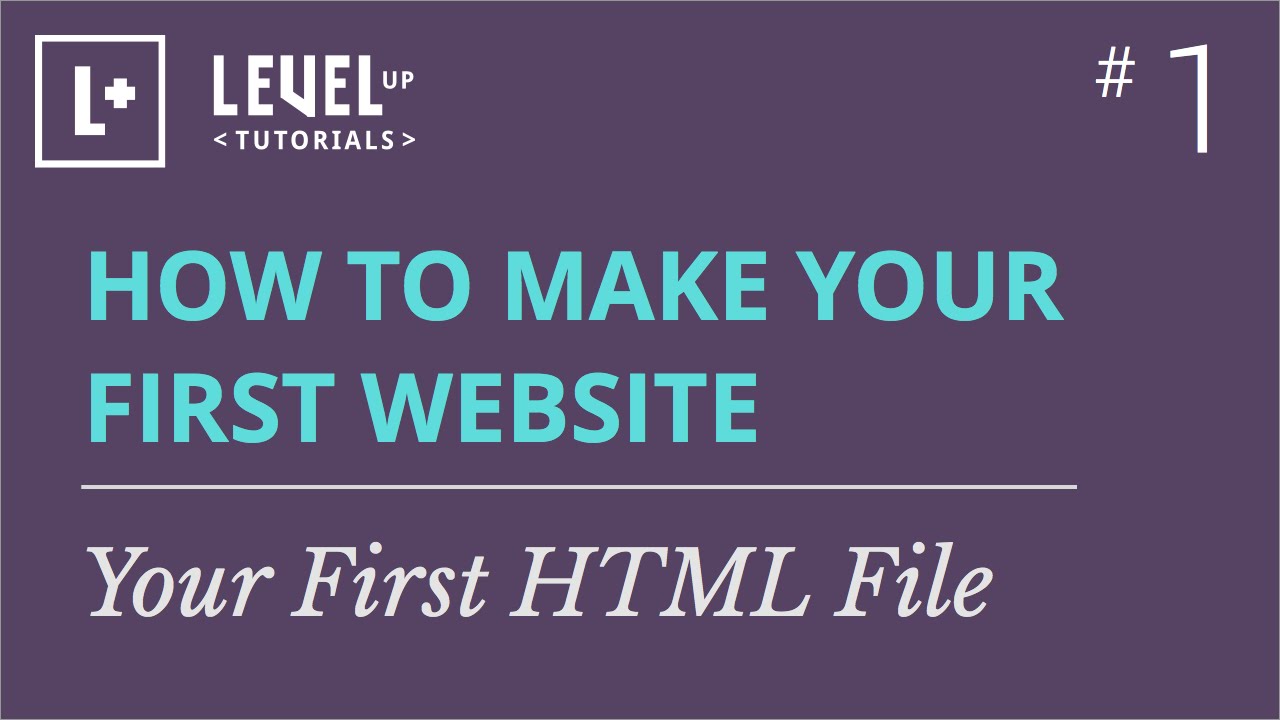 L+
LEVEL UP
<TUTORIALS>
# 1
HOW TO MAKE YOUR
FIRST WEBSITE
Your First HTML File